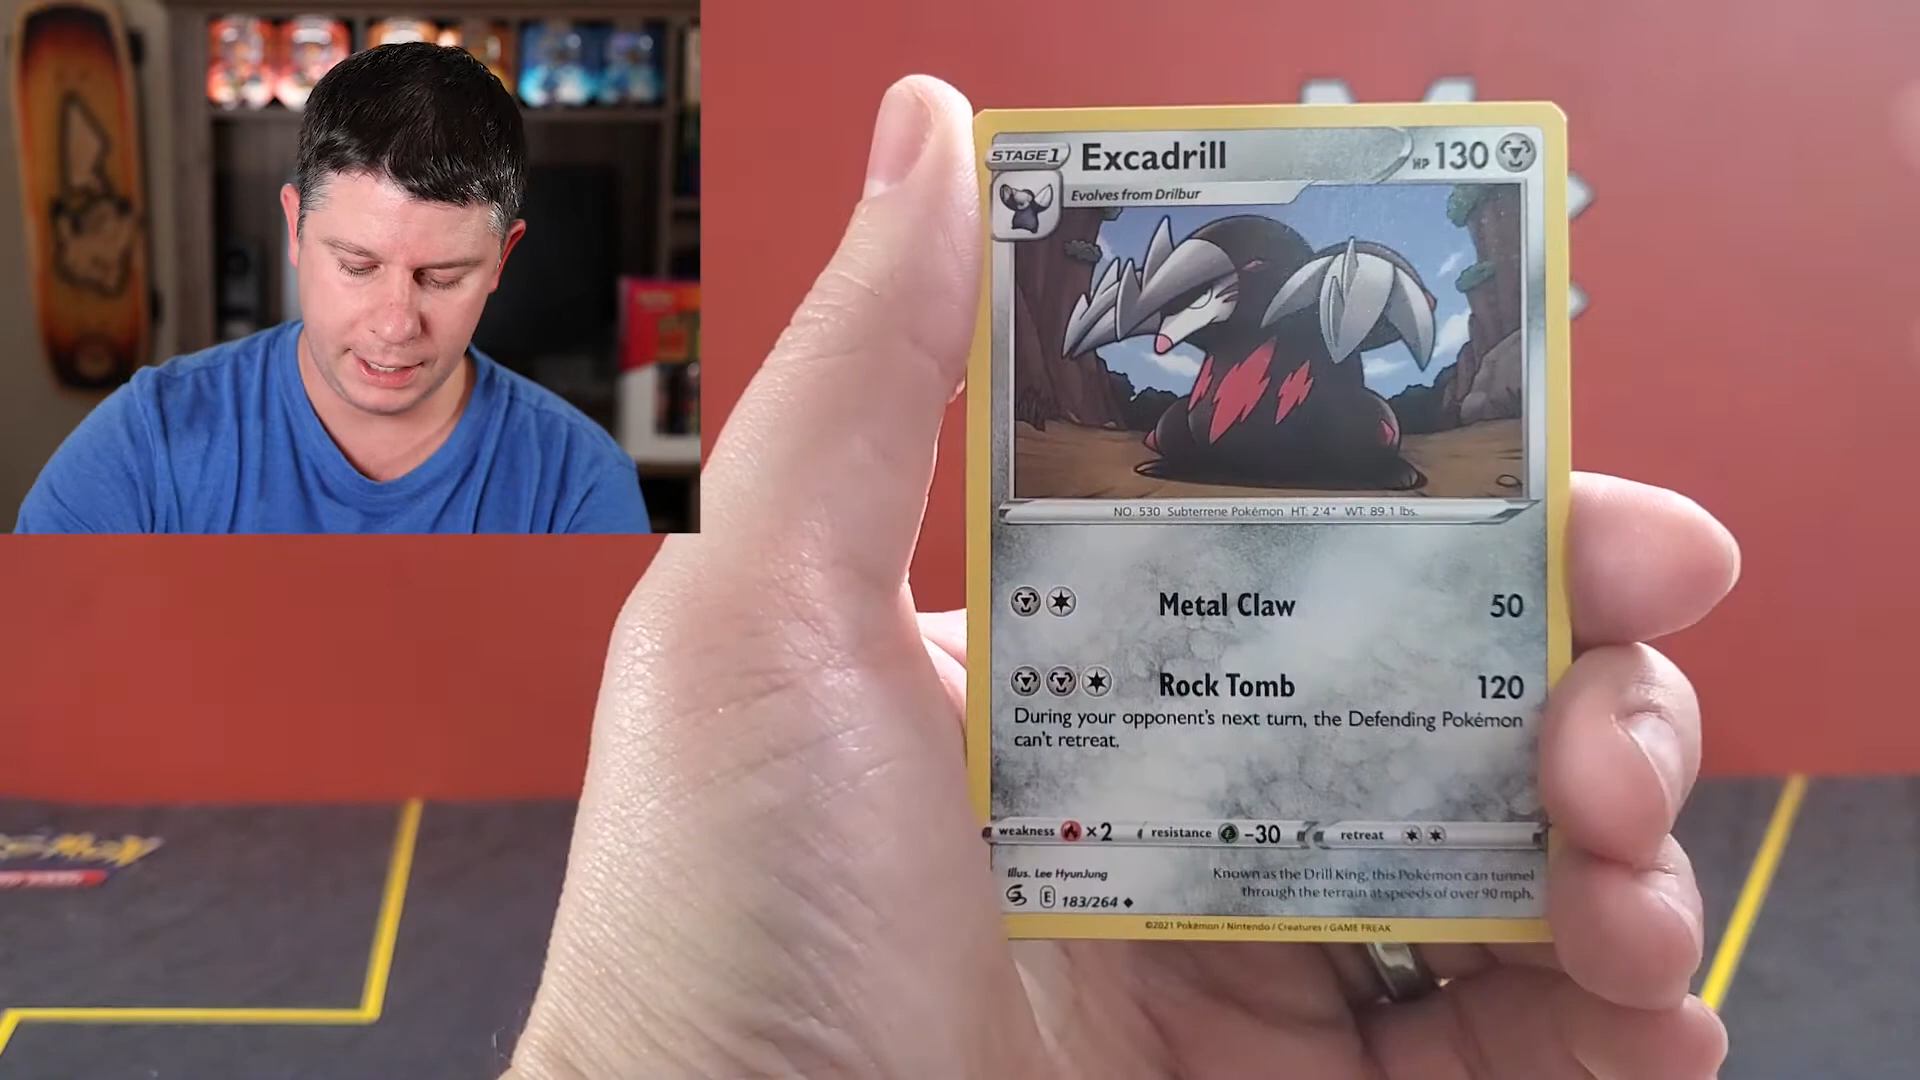 STAGE1
Excadrill
HP 130
Evolves from Drilbur
NO. 530 Subterrene Pokémon HT: 2'4" WT: 89.1 lbs.
Metal Claw 50
Rock Tomb 120
During your opponent's next turn, the Defending Pokémon
can't retreat.
weakness ×2 resistance -30 retreat
Illus. Lee HyunJung
Known as the Drill King, this Pokémon can tunnel
through the terrain at speeds of over 90 mph.
E 183/264
©2021 Pokémon / Nintendo / Creatures / GAME FREAK
POKéMON